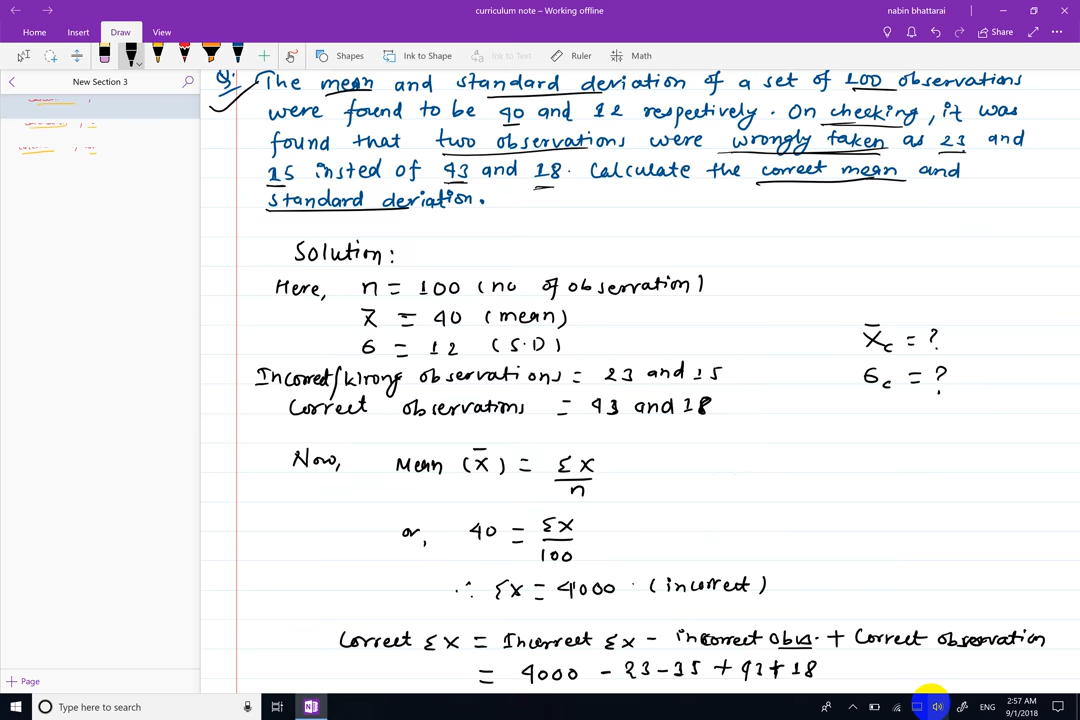 curriculum note – Working offline
nabin bhattarai
Home Insert Draw View
Share
Shapes Ink to Shape Ink to Text Ruler Math
New Section 3
Q: The mean and standard deviation of a set of 100 observations
were found to be 40 and 12 respectively. On checking, it was
found that two observations were wrongly taken as 23 and
15 insted of 43 and 18. Calculate the correct mean and
standard deviation.
Solution:
Here, n = 100 (no of observation)
x̄ = 40 (mean)
σ = 12 (S.D)
X̄c = ?
σc = ?
Incorrect/Wrong observations = 23 and 15
Correct observations = 43 and 18
Now, Mean (x̄) = Σx/n
or, 40 = Σx/100
∴ Σx = 4000 (incorrect)
Correct Σx = Incorrect Σx - incorrect obs. + Correct observation
= 4000 - 23 - 15 + 43 + 18
Page
Type here to search
ENG
2:57 AM
9/1/2018